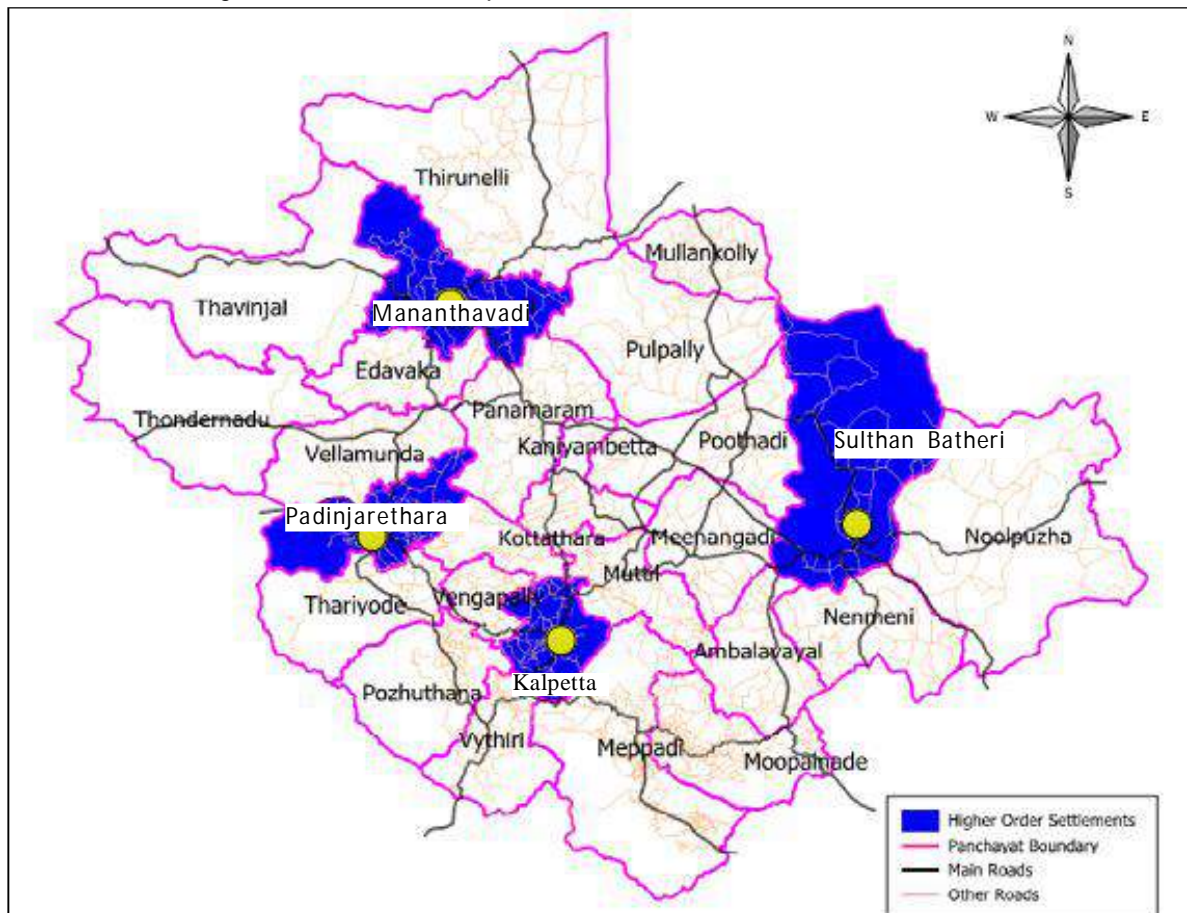 N
W E
S
Thirunelli
Mullankolly
Thavinjal
Mananthavadi
Pulpally
Edavaka
Panamaram
Thondernadu
Kaniyambetta
Poothadi
Sulthan Batheri
Vellamunda
Padinjarethara
Kottathara
Meenangadi
Noolpuzha
Muttil
Thariyode
Vengapally
Nenmeni
Ambalavayal
Kalpetta
Pozhuthana
Vythiri
Meppadi
Moopainade
Higher Order Settlements
Panchayat Boundary
Main Roads
Other Roads